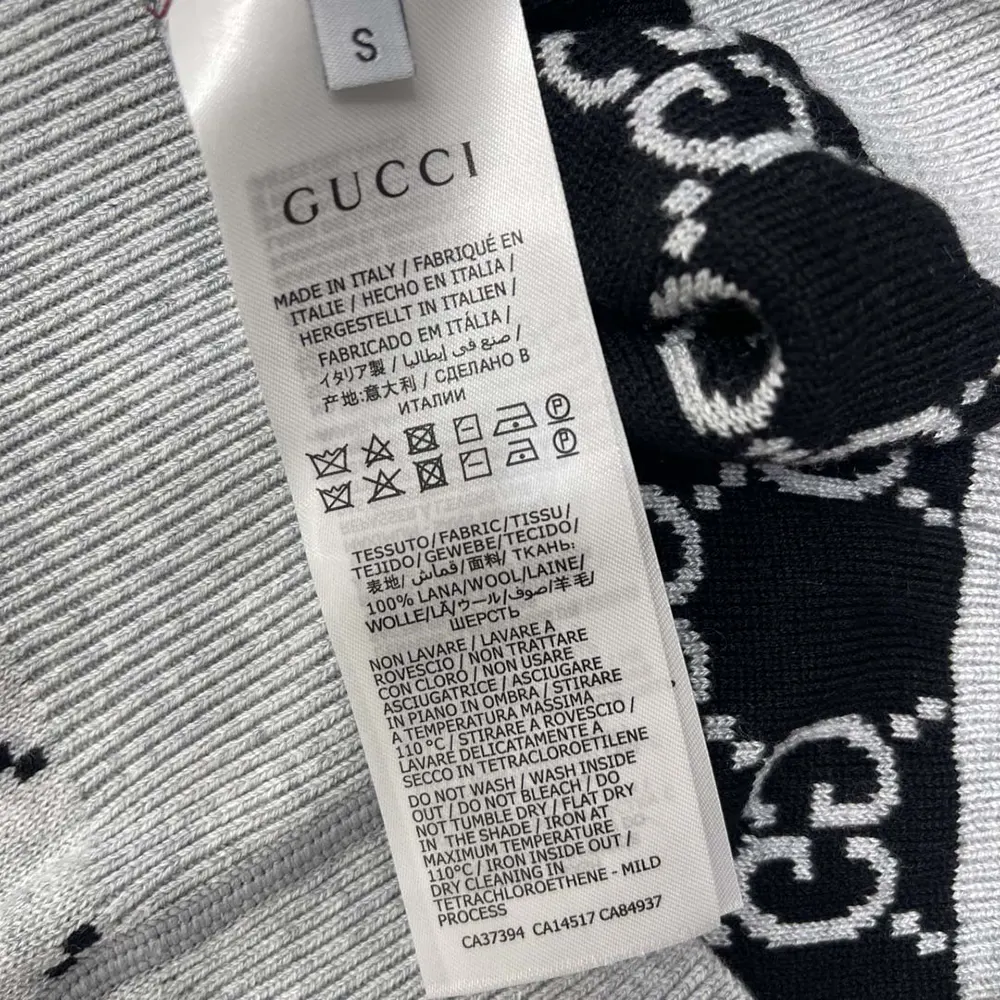 S
GUCCI
MADE IN ITALY / FABRIQUÉ EN
ITALIE / HECHO EN ITALIA /
HERGESTELLT IN ITALIEN /
FABRICADO EM ITÁLIA /
イタリア製 / صنع في إيطاليا /
产地:意大利 / СДЕЛАНО В
ИТАЛИИ
P
P
TESSUTO/FABRIC/TISSU/
TEJIDO/GEWEBE/TECIDO/
表地/قماش/面料/ ТКАНЬ:
100% LANA/WOOL/LAINE/
WOLLE/LÃ/ウール/صوف/羊毛/
ШЕРСТЬ
NON LAVARE / LAVARE A
ROVESCIO / NON TRATTARE
CON CLORO / NON USARE
ASCIUGATRICE / ASCIUGARE
IN PIANO IN OMBRA / STIRARE
A TEMPERATURA MASSIMA
110 °C / STIRARE A ROVESCIO /
LAVARE DELICATAMENTE A
SECCO IN TETRACLOROETILENE
DO NOT WASH / WASH INSIDE
OUT / DO NOT BLEACH / DO
NOT TUMBLE DRY / FLAT DRY
IN THE SHADE / IRON AT
MAXIMUM TEMPERATURE
110°C / IRON INSIDE OUT /
DRY CLEANING IN
TETRACHLOROETHENE - MILD
PROCESS
CA37394 CA14517 CA84937